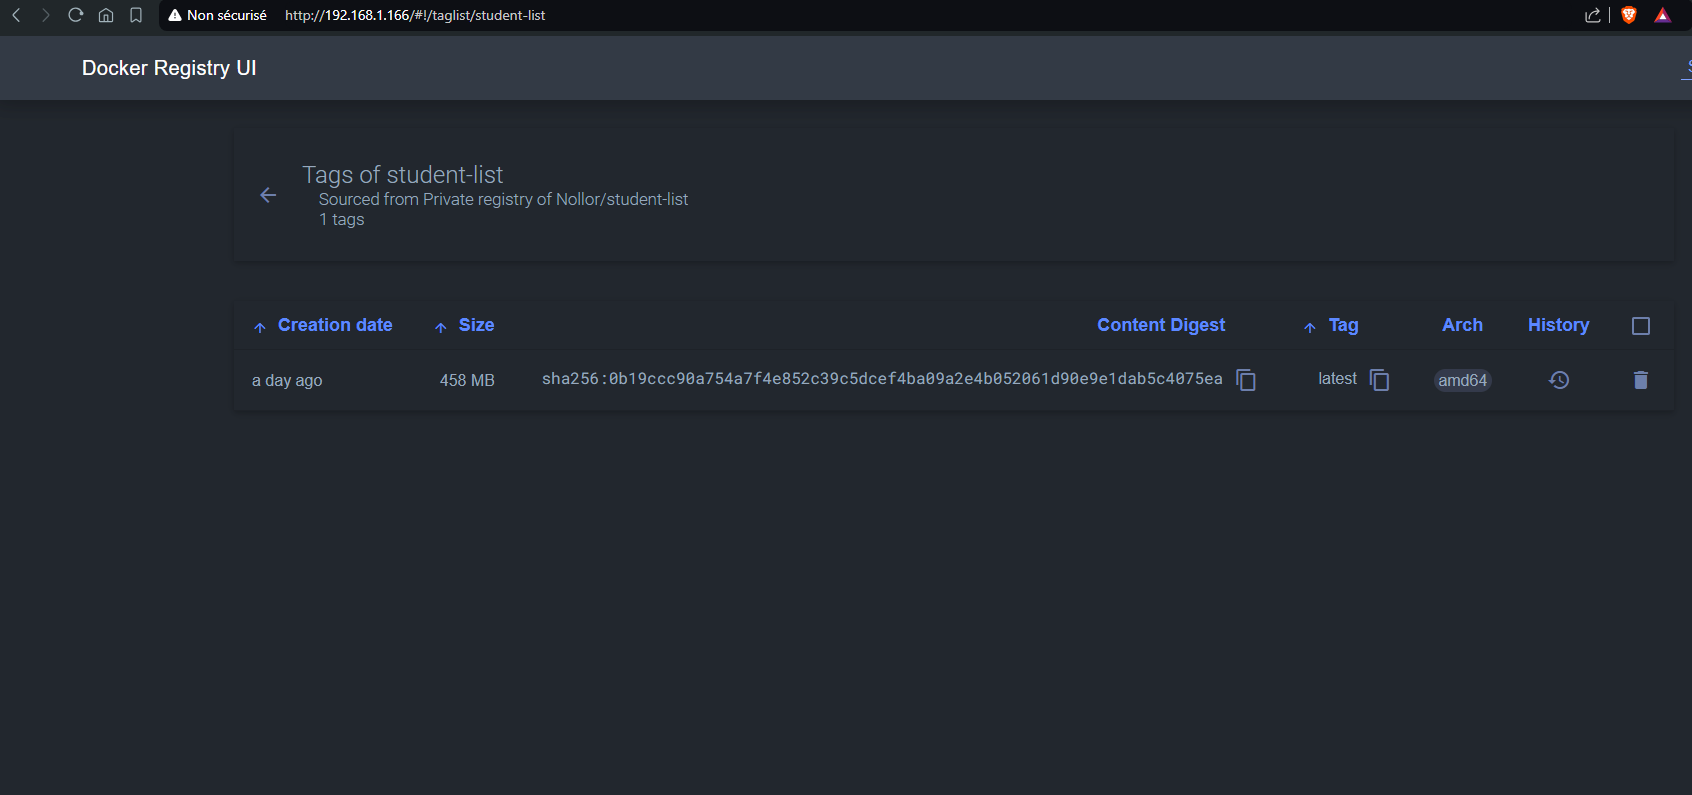 Non sécurisé http://192.168.1.166/#!/taglist/student-list
Docker Registry UI
Tags of student-list
Sourced from Private registry of Nollor/student-list
1 tags
Creation date Size Content Digest Tag Arch History
a day ago 458 MB sha256:0b19ccc90a754a7f4e852c39c5dcef4ba09a2e4b052061d90e9e1dab5c4075ea latest amd64